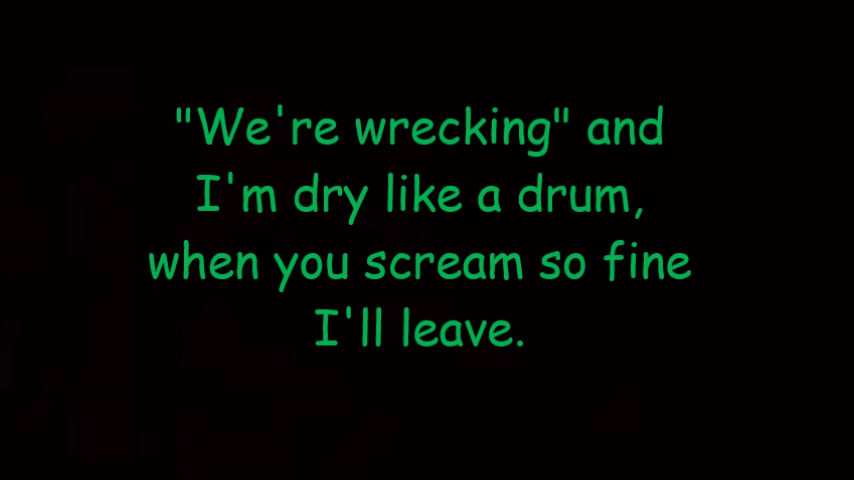 "We're wrecking" and
I'm dry like a drum,
when you scream so fine
I'll leave.